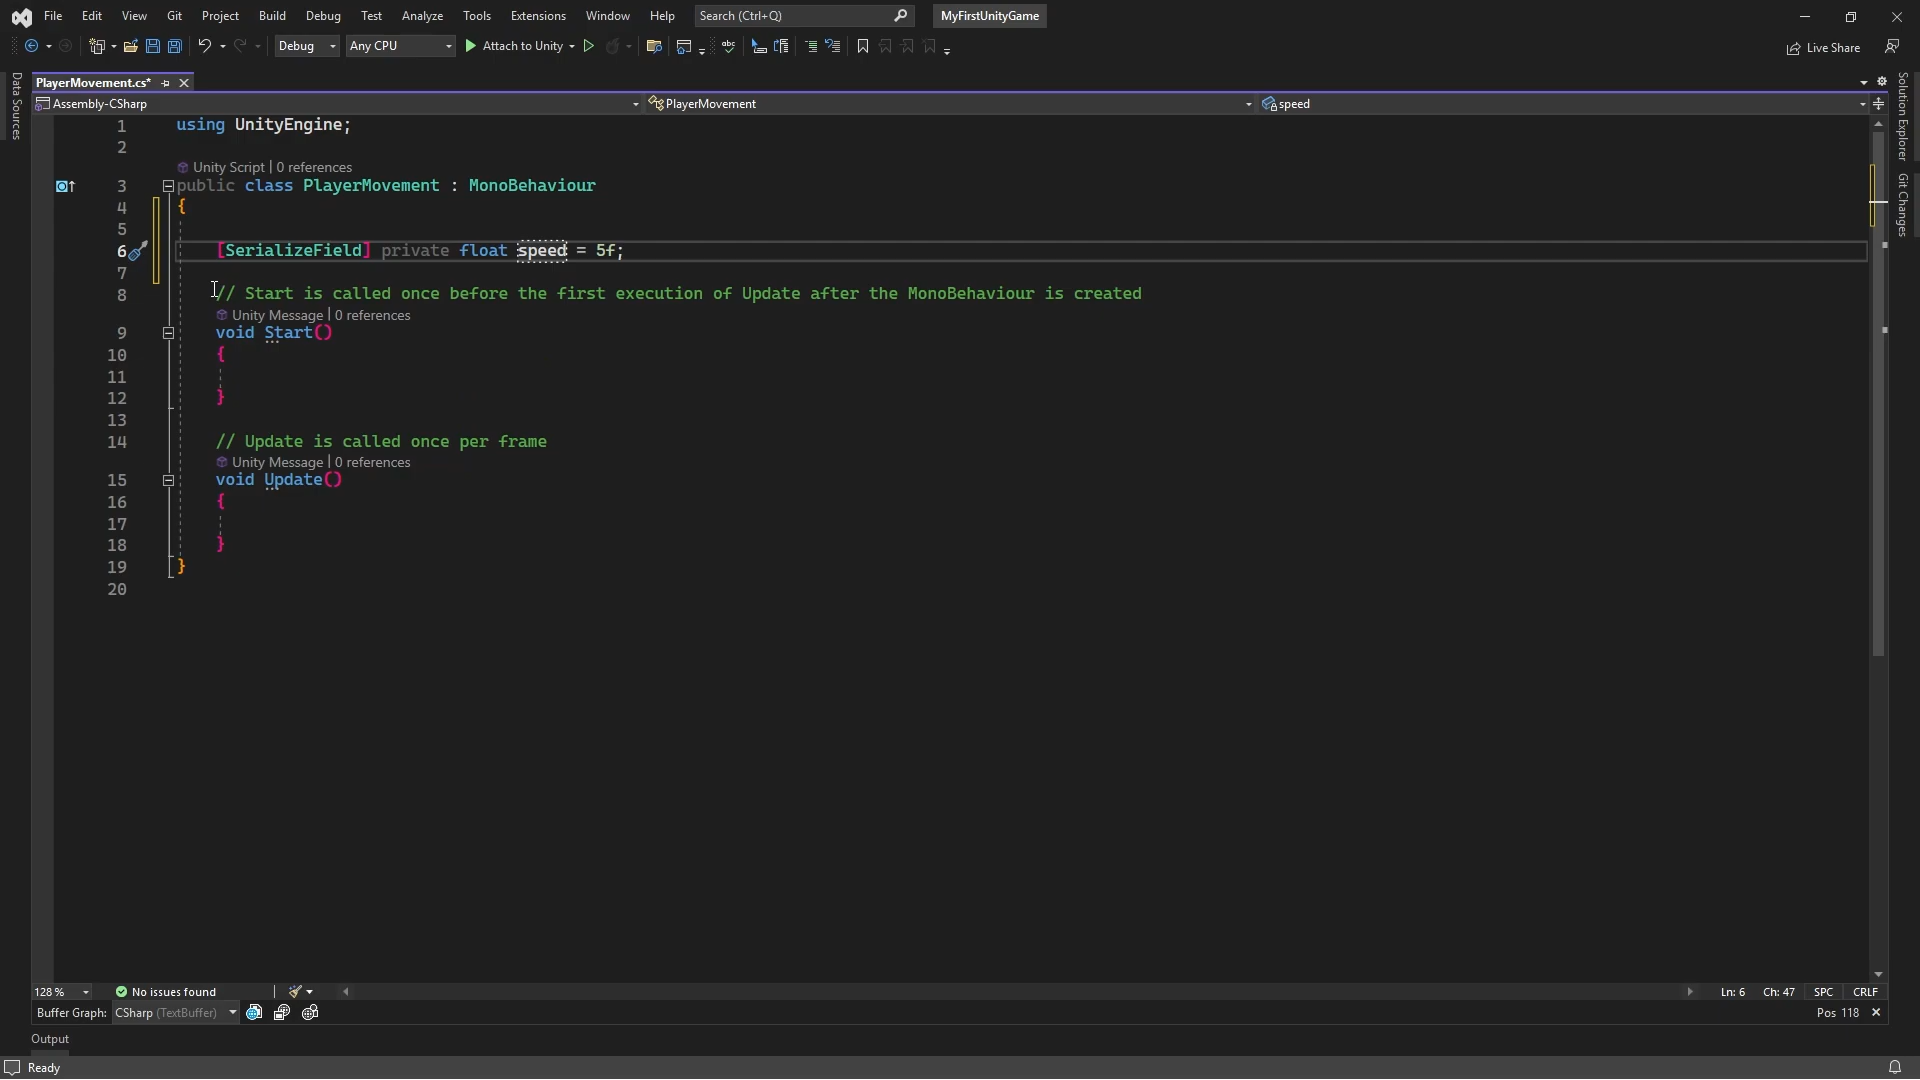 File Edit View Git Project Build Debug Test Analyze Tools Extensions Window Help Search (Ctrl+Q) MyFirstUnityGame
Debug Any CPU Attach to Unity Live Share
PlayerMovement.cs*
Assembly-CSharp PlayerMovement speed
Data Sources
Solution Explorer
Git Changes
1 using UnityEngine;
2
Unity Script | 0 references
3 public class PlayerMovement : MonoBehaviour
4 {
5
6 [SerializeField] private float speed = 5f;
7
8 // Start is called once before the first execution of Update after the MonoBehaviour is created
Unity Message | 0 references
9 void Start()
10 {
11
12 }
13
14 // Update is called once per frame
Unity Message | 0 references
15 void Update()
16 {
17
18 }
19 }
20
128 % No issues found Ln: 6 Ch: 47 SPC CRLF
Buffer Graph: CSharp (TextBuffer) Pos 118
Output
Ready